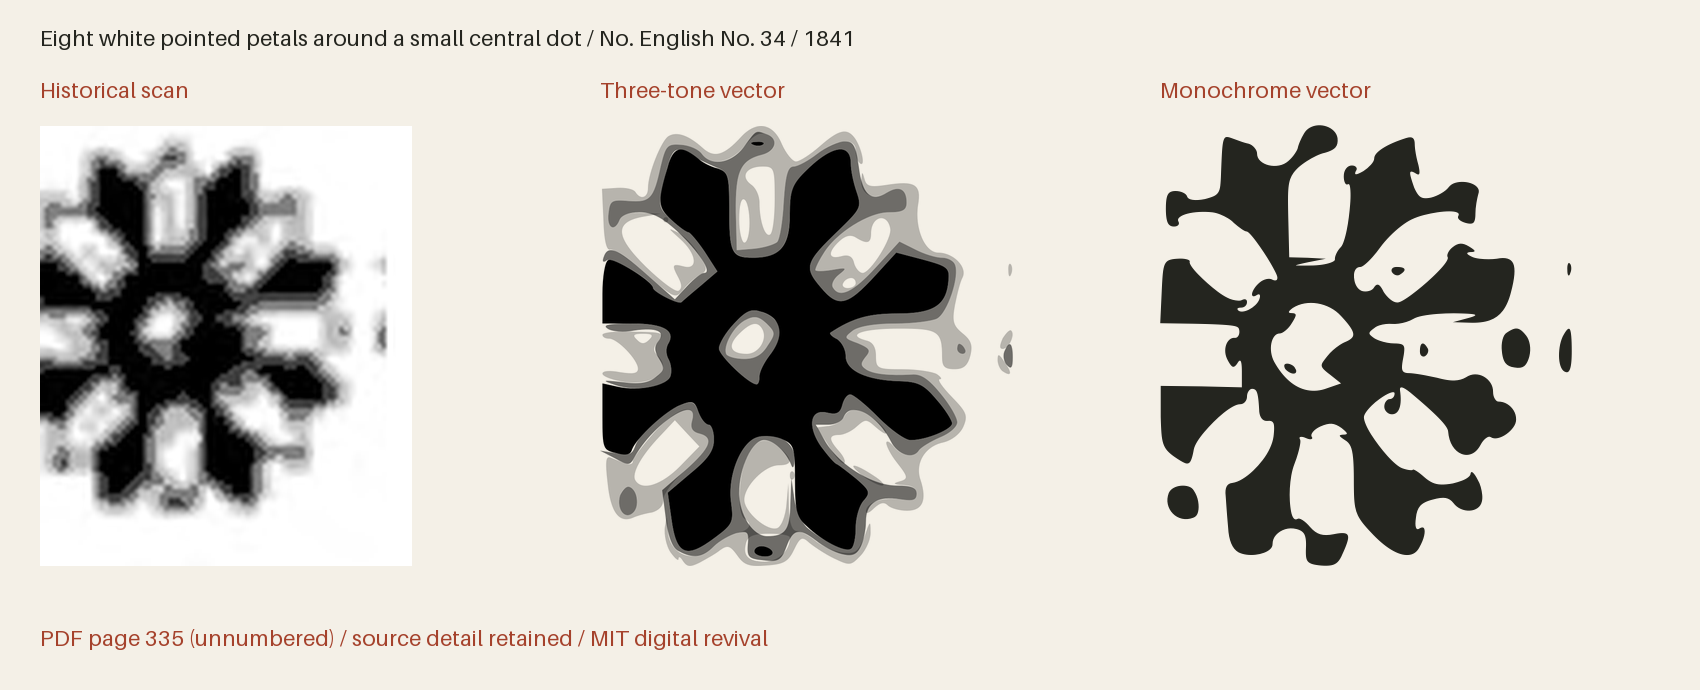 Eight white pointed petals around a small central dot / No. English No. 34 / 1841
Historical scan
Three-tone vector
Monochrome vector
PDF page 335 (unnumbered) / source detail retained / MIT digital revival